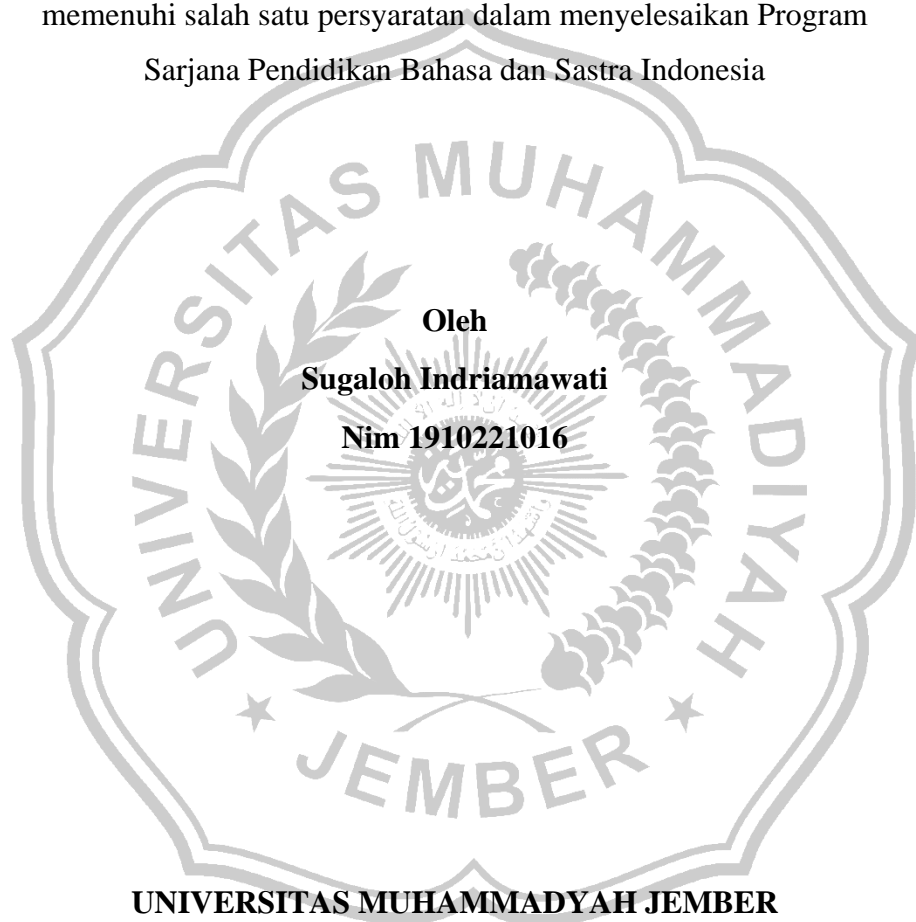 memenuhi salah satu persyaratan dalam menyelesaikan Program
Sarjana Pendidikan Bahasa dan Sastra Indonesia
UNIVERSITAS MUHAMMADIYAH
Oleh
Sugaloh Indriamawati
Nim 1910221016
JEMBER
UNIVERSITAS MUHAMMADYAH JEMBER